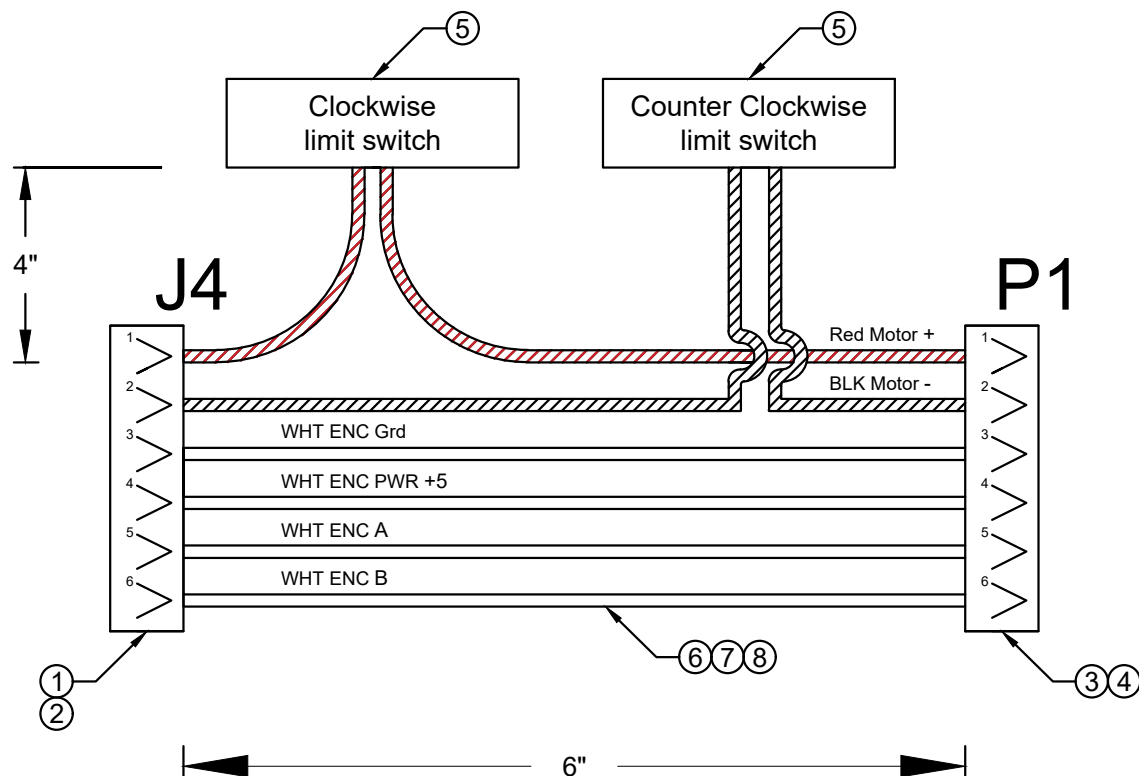 5
5
Clockwise
limit switch
Counter Clockwise
limit switch
4"
J4
P1
Red Motor +
1
1
BLK Motor -
2
2
WHT ENC Grd
3
3
WHT ENC PWR +5
4
4
WHT ENC A
5
5
WHT ENC B
6
6
6 7 8
1
2
3 4
6"